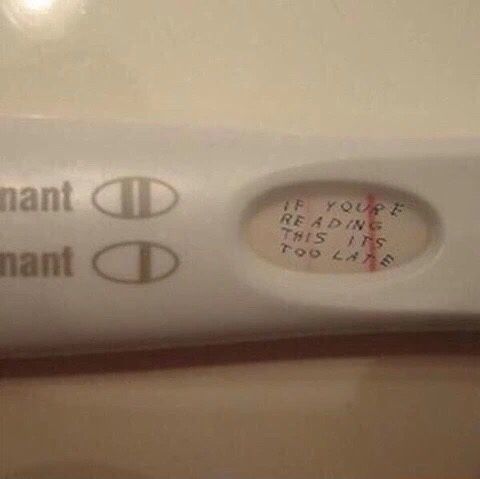 nant
nant
IF YOURE
READING
THIS ITS
TOO LATE